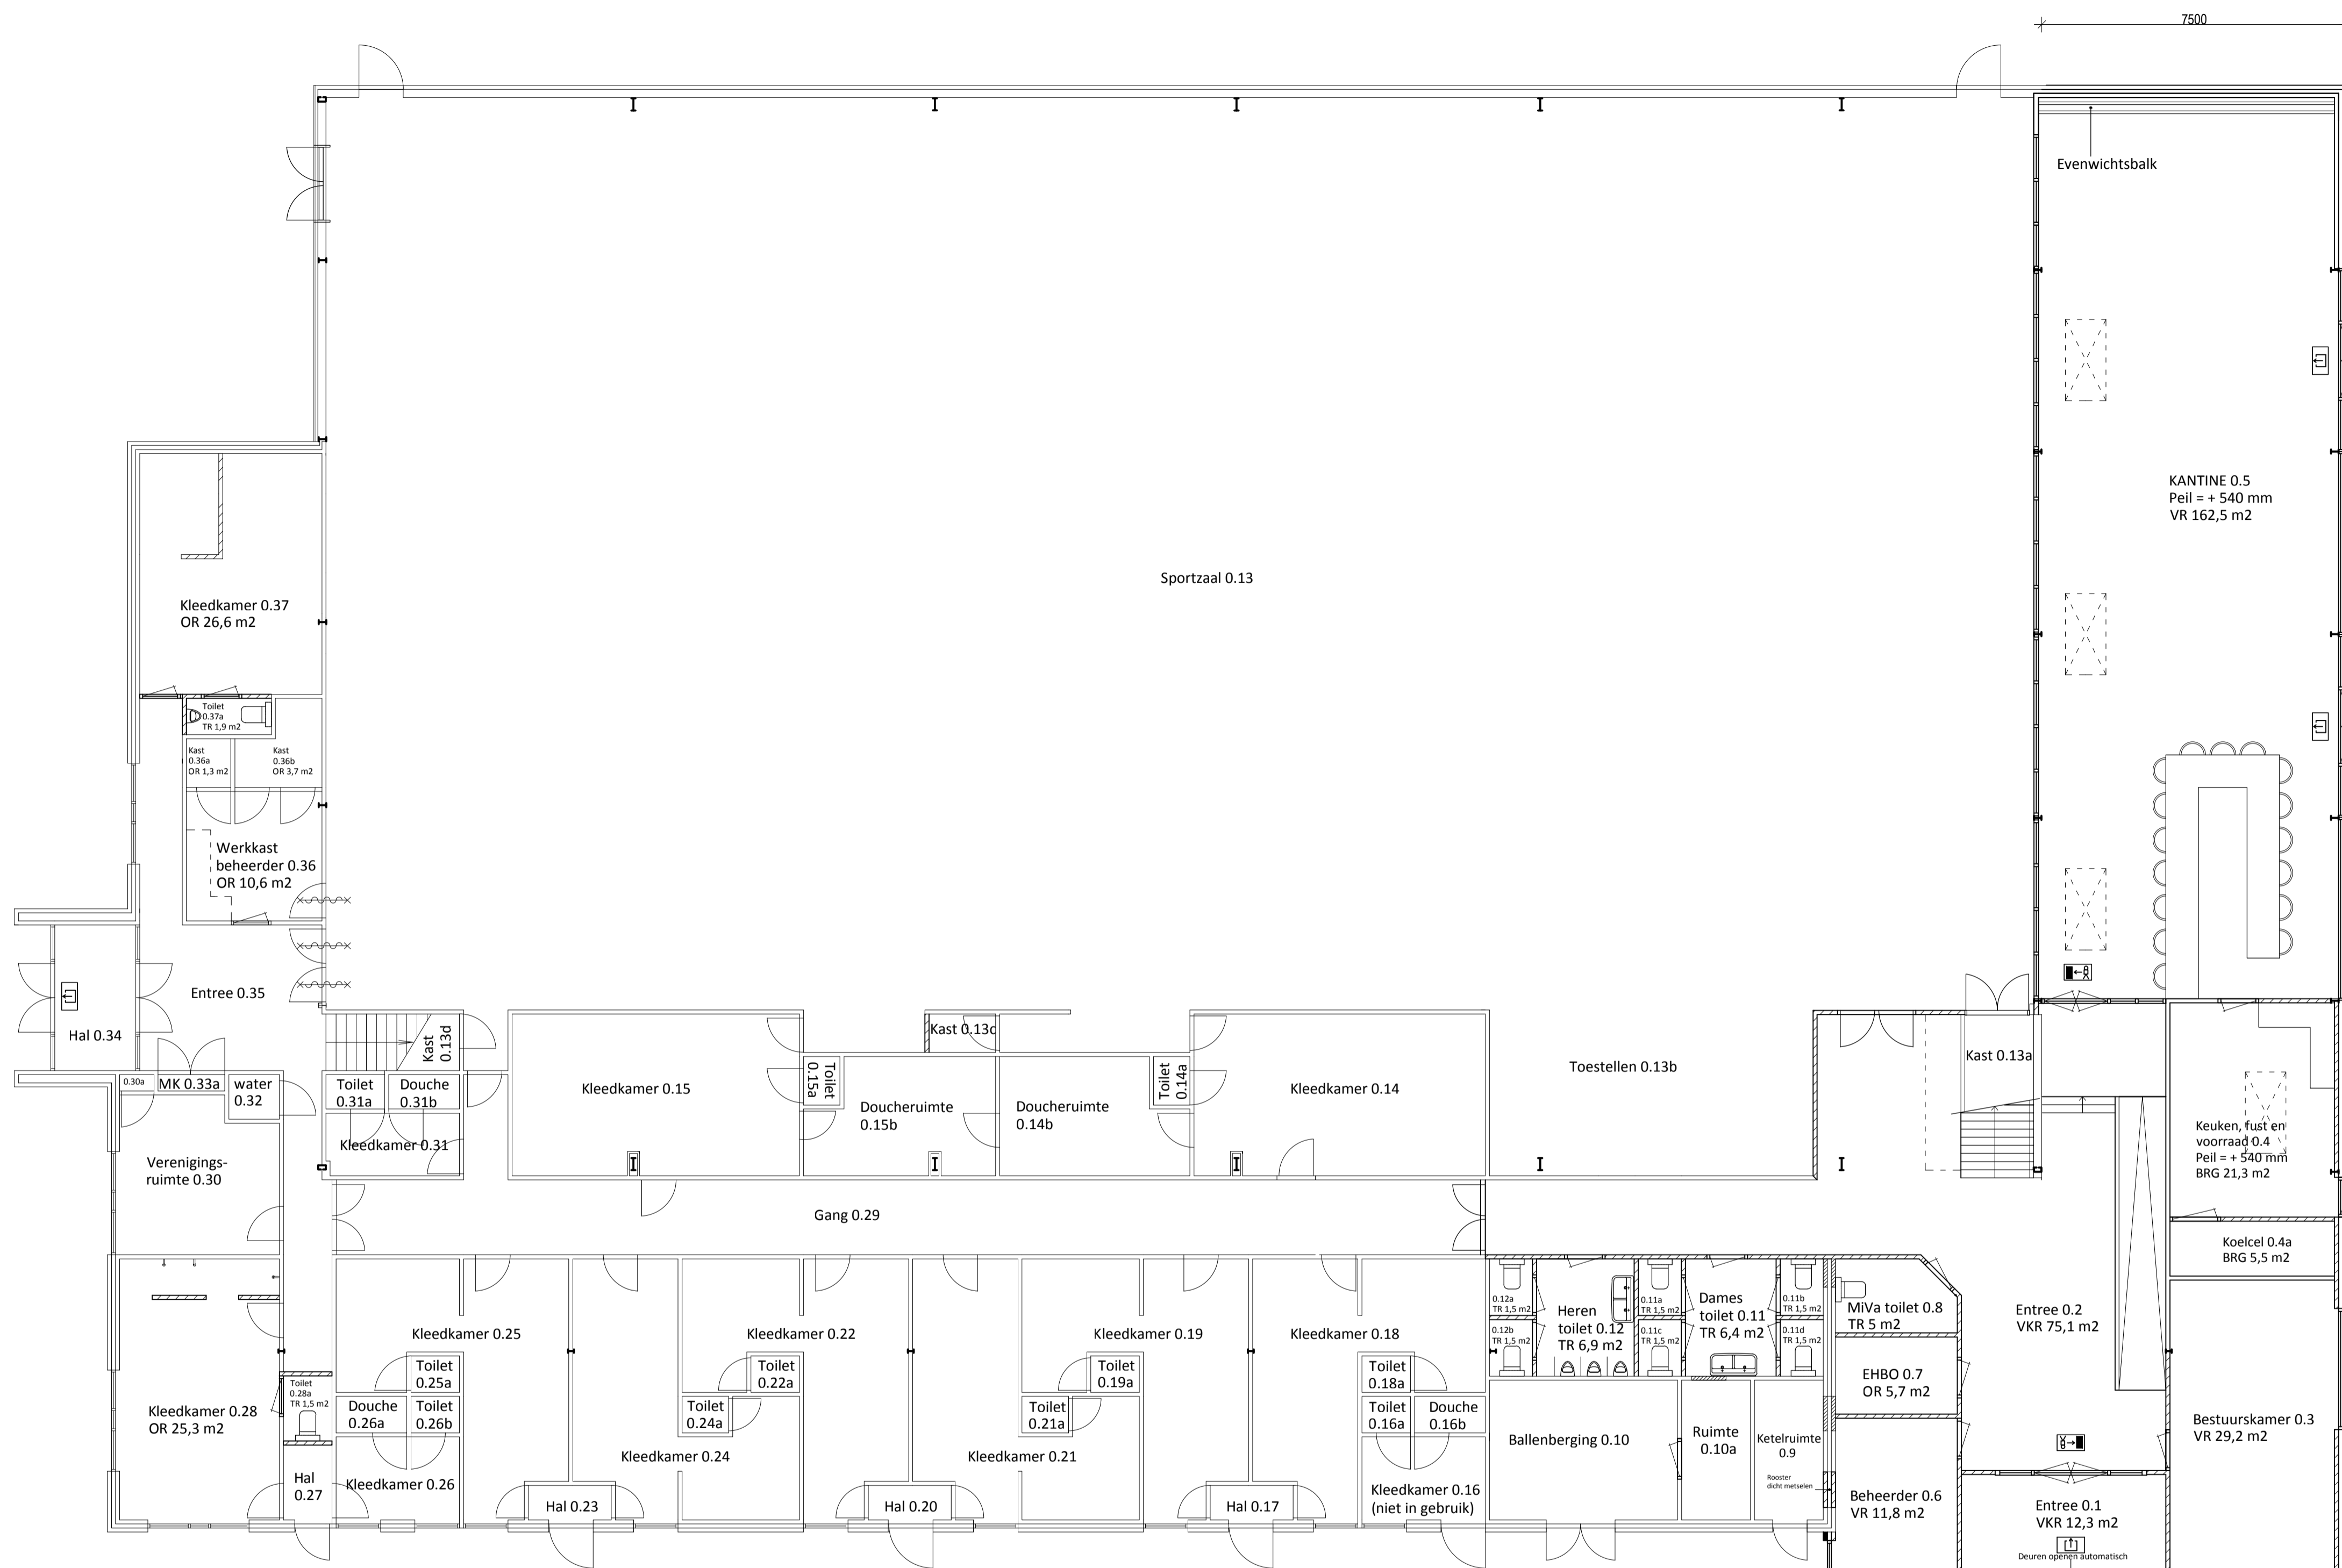 7500
Evenwichtsbalk
KANTINE 0.5
Peil = + 540 mm
VR 162,5 m2
Sportzaal 0.13
Kleedkamer 0.37
OR 26,6 m2
Toilet
0.37a
TR 1,9 m2
Kast
0.36a
OR 1,3 m2
Kast
0.36b
OR 3,7 m2
Werkkast
beheerder 0.36
OR 10,6 m2
Entree 0.35
Hal 0.34
Kast
0.13d
Kast 0.13c
Kast 0.13a
0.30a
MK 0.33a
water
0.32
Toilet
0.31a
Douche
0.31b
Kleedkamer 0.31
Kleedkamer 0.15
Toilet
0.15a
Doucheruimte
0.15b
Doucheruimte
0.14b
Toilet
0.14a
Kleedkamer 0.14
Toestellen 0.13b
Keuken, fust en
voorraad 0.4
Peil = + 540 mm
BRG 21,3 m2
Verenigings-
ruimte 0.30
Gang 0.29
Koelcel 0.4a
BRG 5,5 m2
Kleedkamer 0.25
Kleedkamer 0.22
Kleedkamer 0.19
Kleedkamer 0.18
0.12a
TR 1,5 m2
0.12b
TR 1,5 m2
Heren
toilet 0.12
TR 6,9 m2
0.11a
TR 1,5 m2
0.11c
TR 1,5 m2
Dames
toilet 0.11
TR 6,4 m2
0.11b
TR 1,5 m2
0.11d
TR 1,5 m2
MiVa toilet 0.8
TR 5 m2
Entree 0.2
VKR 75,1 m2
EHBO 0.7
OR 5,7 m2
Kleedkamer 0.28
OR 25,3 m2
Toilet
0.28a
TR 1,5 m2
Toilet
0.25a
Douche
0.26a
Toilet
0.26b
Toilet
0.22a
Toilet
0.24a
Toilet
0.19a
Toilet
0.21a
Toilet
0.18a
Toilet
0.16a
Douche
0.16b
Hal
0.27
Kleedkamer 0.26
Hal 0.23
Kleedkamer 0.24
Hal 0.20
Kleedkamer 0.21
Hal 0.17
Kleedkamer 0.16
(niet in gebruik)
Ballenberging 0.10
Ruimte
0.10a
Ketelruimte
0.9
Rooster
dicht metselen
Beheerder 0.6
VR 11,8 m2
Bestuurskamer 0.3
VR 29,2 m2
Entree 0.1
VKR 12,3 m2
Deuren openen automatisch